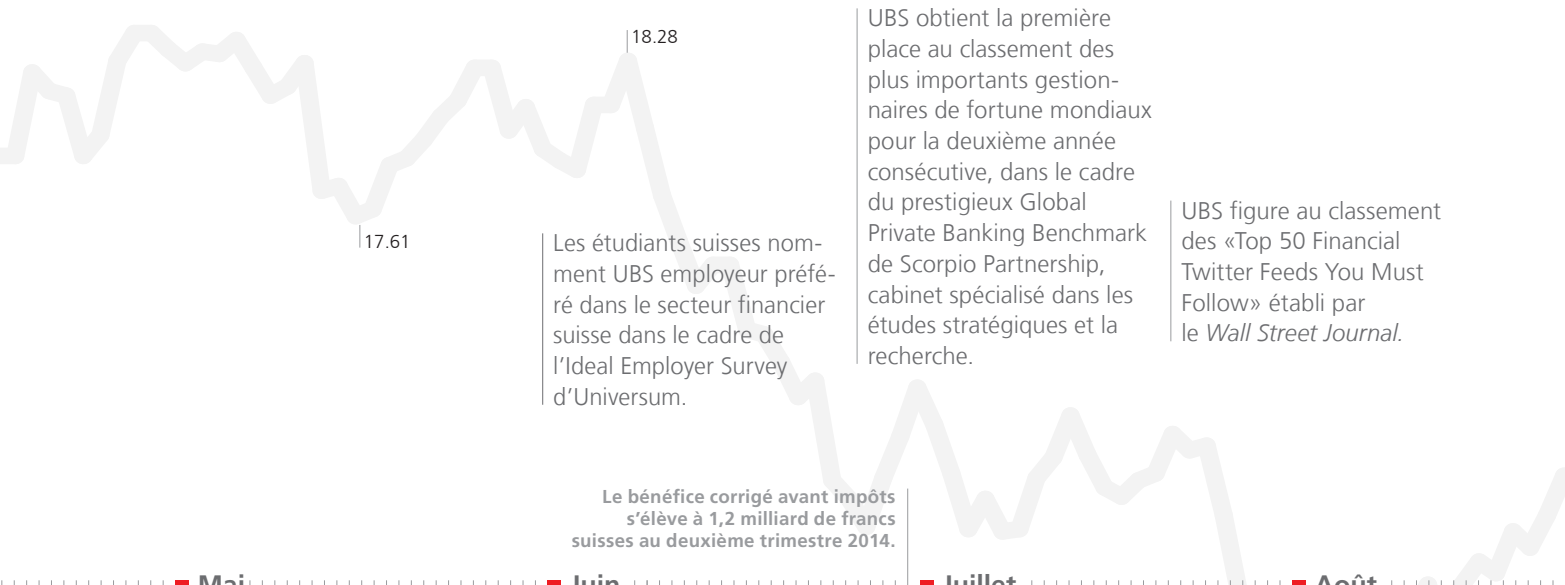 18.28
17.61
Les étudiants suisses nom-
ment UBS employeur préfé-
ré dans le secteur financier
suisse dans le cadre de
l’Ideal Employer Survey
d’Universum.
UBS obtient la première
place au classement des
plus importants gestion-
naires de fortune mondiaux
pour la deuxième année
consécutive, dans le cadre
du prestigieux Global
Private Banking Benchmark
de Scorpio Partnership,
cabinet spécialisé dans les
études stratégiques et la
recherche.
UBS figure au classement
des «Top 50 Financial
Twitter Feeds You Must
Follow» établi par
le Wall Street Journal.
Le bénéfice corrigé avant impôts
s’élève à 1,2 milliard de francs
suisses au deuxième trimestre 2014.
Mai Juin Juillet Août